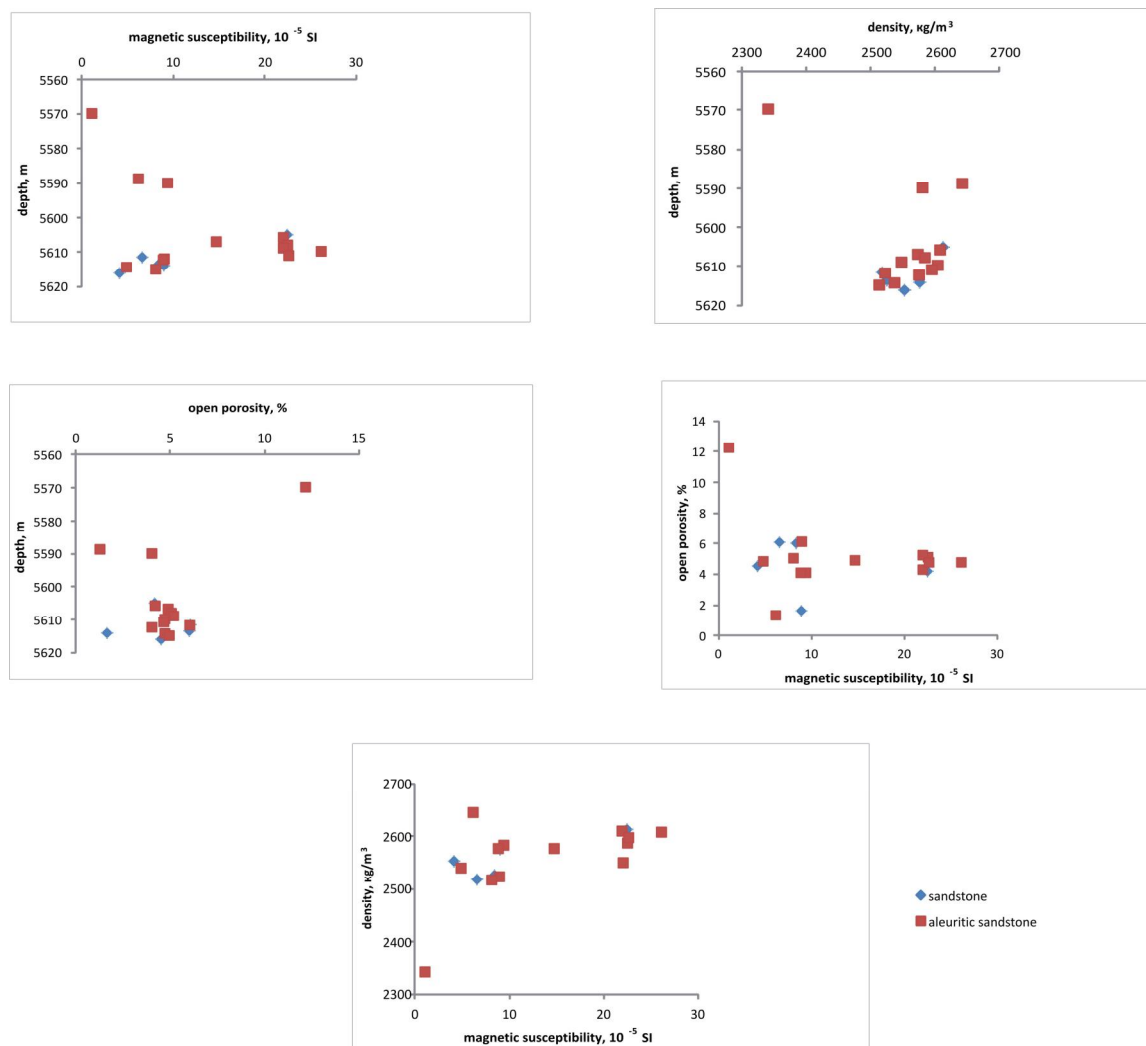 magnetic susceptibility, 10 ⁻⁵ SI
0 10 20 30
depth, m
5560
5570
5580
5590
5600
5610
5620
density, кg/m³
2300 2400 2500 2600 2700
depth, m
5560
5570
5580
5590
5600
5610
5620
open porosity, %
0 5 10 15
depth, m
5560
5570
5580
5590
5600
5610
5620
open porosity, %
14
12
10
8
6
4
2
0
0 10 20 30
magnetic susceptibility, 10 ⁻⁵ SI
density, кg/m³
2700
2600
2500
2400
2300
0 10 20 30
magnetic susceptibility, 10 ⁻⁵ SI
sandstone
aleuritic sandstone